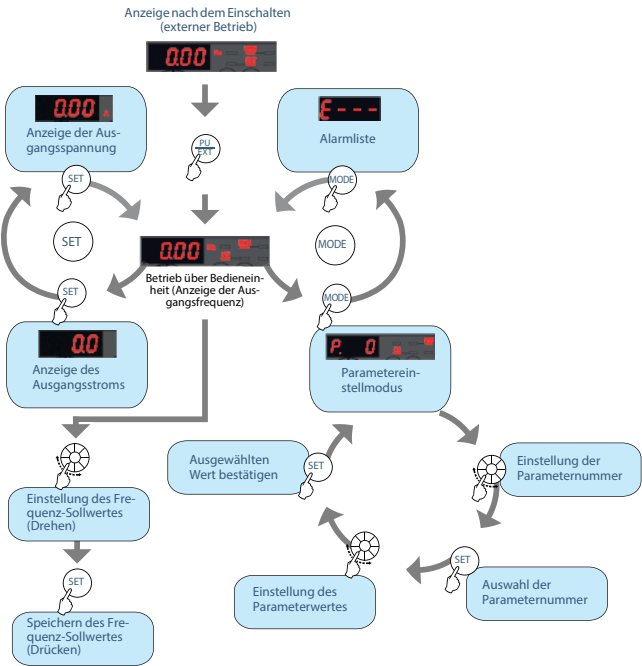 Anzeige nach dem Einschalten
(externer Betrieb)
0.00 Hz
PU
EXT
0.00 A
Anzeige der Aus-
gangsspannung
SET
SET
SET
E---
Alarmliste
MODE
MODE
MODE
0.00 Hz
Betrieb über Bedienein-
heit (Anzeige der Aus-
gangsfrequenz)
0.0
Anzeige des
Ausgangsstroms
P. 0
Parameterein-
stellmodus
Einstellung des Fre-
quenz-Sollwertes
(Drehen)
SET
Speichern des Fre-
quenz-Sollwertes
(Drücken)
Ausgewählten
Wert bestätigen
SET
Einstellung der
Parameternummer
SET
Auswahl der
Parameternummer
Einstellung des
Parameterwertes